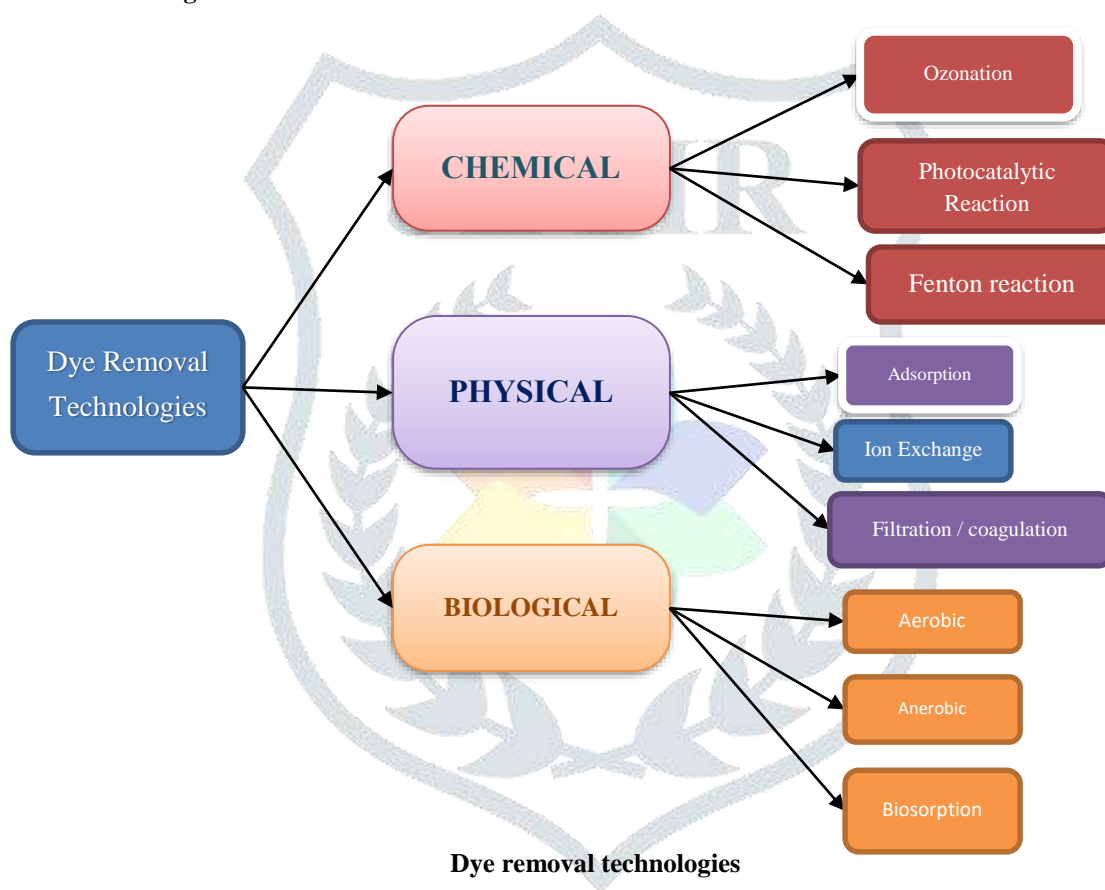 Dye Removal
Technologies
CHEMICAL
Ozonation
Photocatalytic
Reaction
Fenton reaction
PHYSICAL
Adsorption
Ion Exchange
Filtration / coagulation
BIOLOGICAL
Aerobic
Anerobic
Biosorption
Dye removal technologies